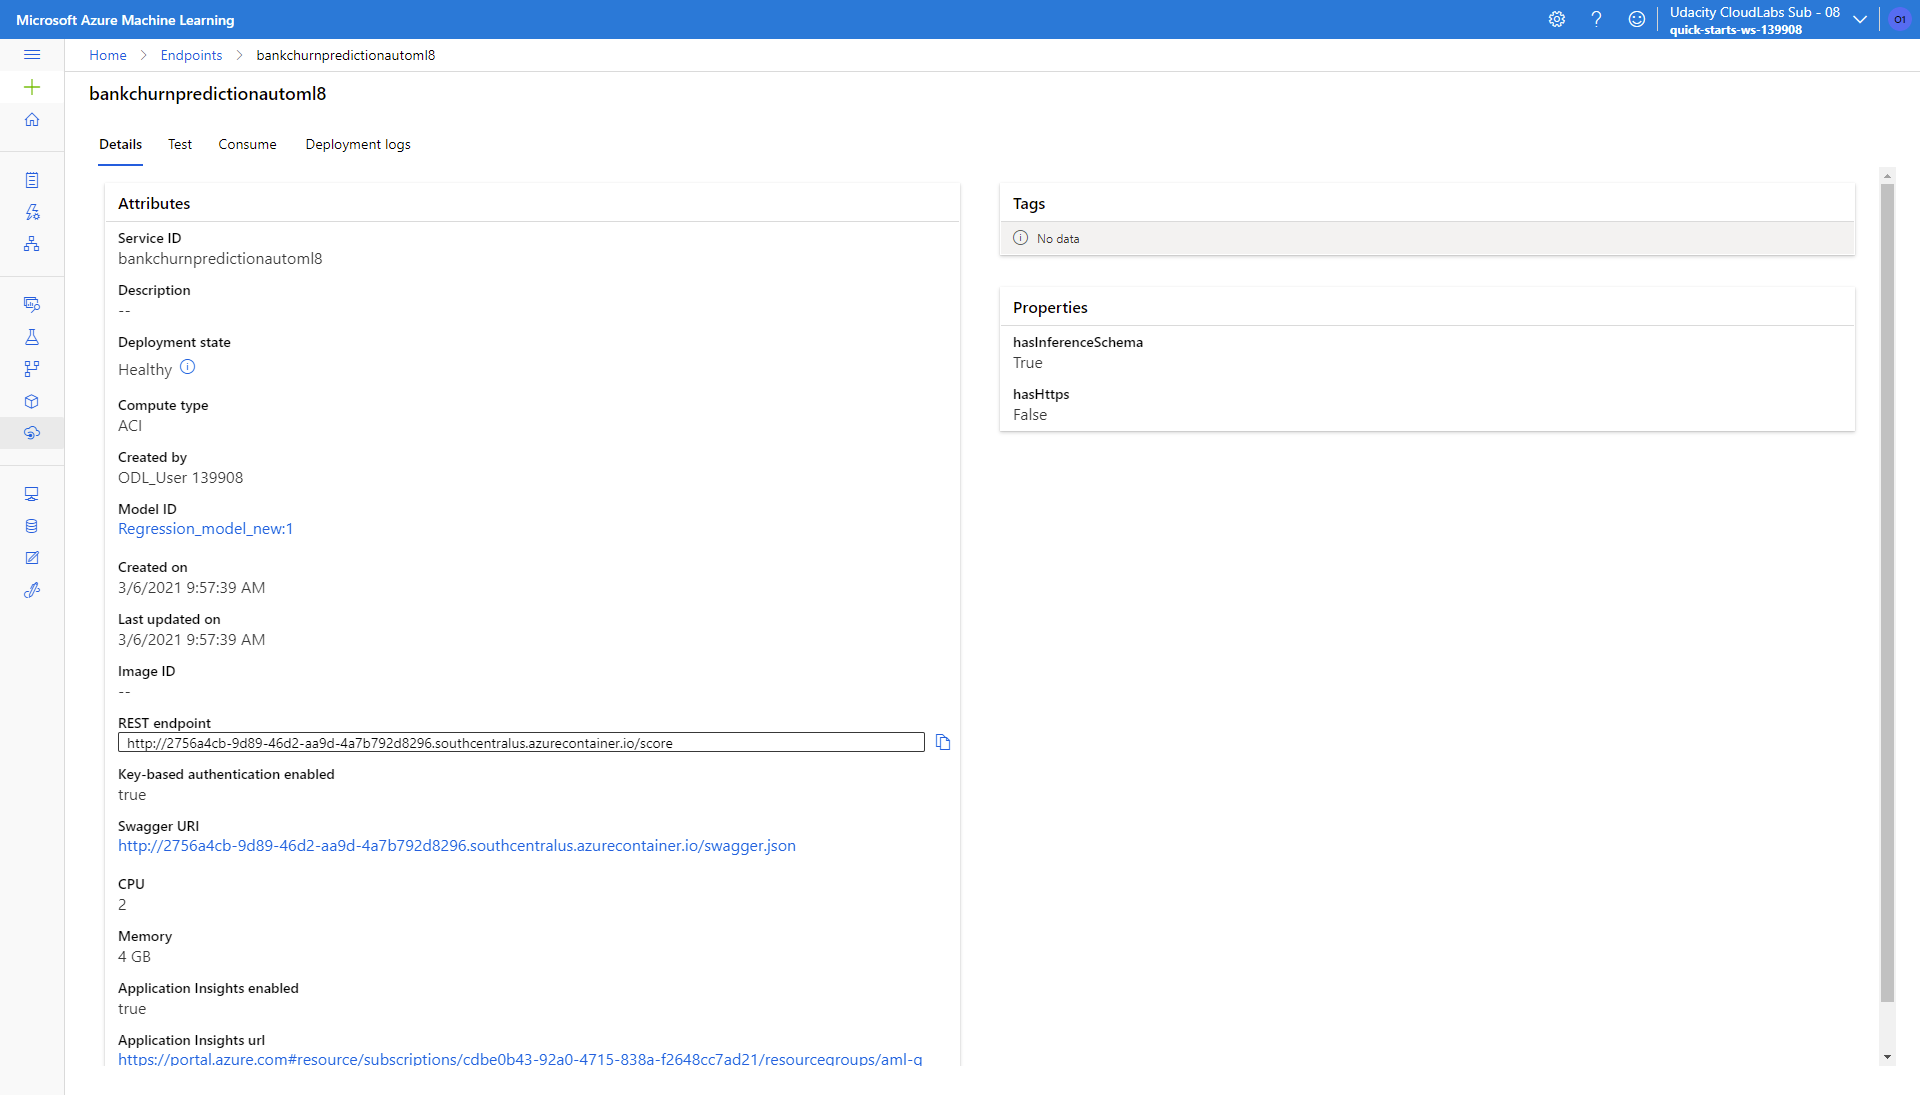 Microsoft Azure Machine Learning
Udacity CloudLabs Sub - 08
quick-starts-ws-139908
O1
Home > Endpoints > bankchurnpredictionautoml8
bankchurnpredictionautoml8
Details Test Consume Deployment logs
Attributes
Service ID
bankchurnpredictionautoml8
Description
--
Deployment state
Healthy
Compute type
ACI
Created by
ODL_User 139908
Model ID
Regression_model_new:1
Created on
3/6/2021 9:57:39 AM
Last updated on
3/6/2021 9:57:39 AM
Image ID
--
REST endpoint
http://2756a4cb-9d89-46d2-aa9d-4a7b792d8296.southcentralus.azurecontainer.io/score
Key-based authentication enabled
true
Swagger URI
http://2756a4cb-9d89-46d2-aa9d-4a7b792d8296.southcentralus.azurecontainer.io/swagger.json
CPU
2
Memory
4 GB
Application Insights enabled
true
Application Insights url
https://portal.azure.com#resource/subscriptions/cdbe0b43-92a0-4715-838a-f2648cc7ad21/resourcegroups/aml-q
Tags
No data
Properties
hasInferenceSchema
True
hasHttps
False